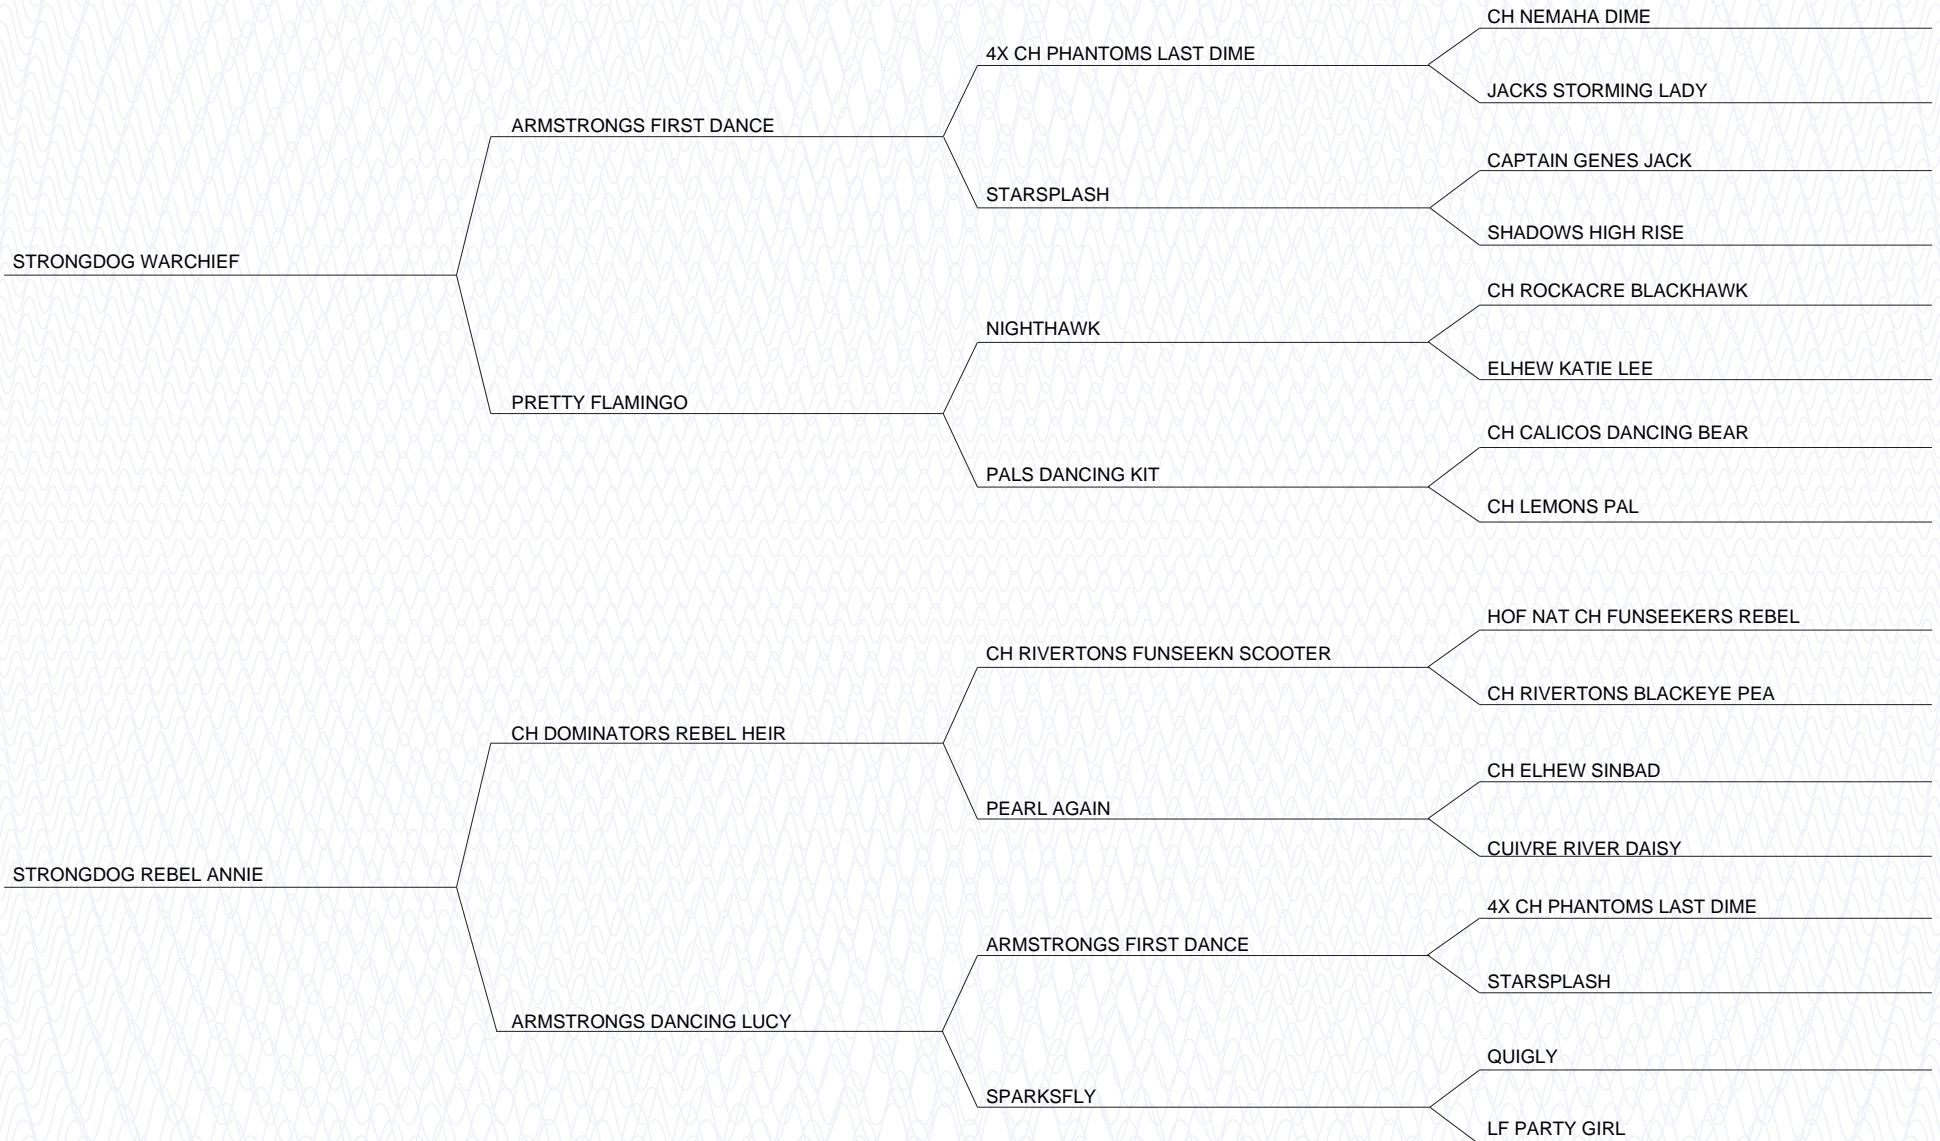 CH NEMAHA DIME
4X CH PHANTOMS LAST DIME
JACKS STORMING LADY
ARMSTRONGS FIRST DANCE
CAPTAIN GENES JACK
STARSPLASH
SHADOWS HIGH RISE
STRONGDOG WARCHIEF
CH ROCKACRE BLACKHAWK
NIGHTHAWK
ELHEW KATIE LEE
PRETTY FLAMINGO
CH CALICOS DANCING BEAR
PALS DANCING KIT
CH LEMONS PAL
HOF NAT CH FUNSEEKERS REBEL
CH RIVERTONS FUNSEEKN SCOOTER
CH RIVERTONS BLACKEYE PEA
CH DOMINATORS REBEL HEIR
CH ELHEW SINBAD
PEARL AGAIN
CUIVRE RIVER DAISY
STRONGDOG REBEL ANNIE
4X CH PHANTOMS LAST DIME
ARMSTRONGS FIRST DANCE
STARSPLASH
ARMSTRONGS DANCING LUCY
QUIGLY
SPARKSFLY
LF PARTY GIRL